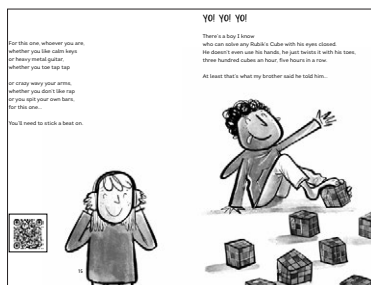 For this one, whoever you are,
whether you like calm keys
or heavy metal guitar,
whether you toe tap tap
or crazy wavy your arms,
whether you don't like rap
or you spit your own bars,
for this one...
You'll need to stick a beat on.
15
YO! YO! YO!
There's a boy I know
who can solve any Rubik's Cube with his eyes closed.
He doesn't even use his hands, he just twists it with his toes,
three hundred cubes an hour, five hours in a row.
At least that's what my brother said he told him...